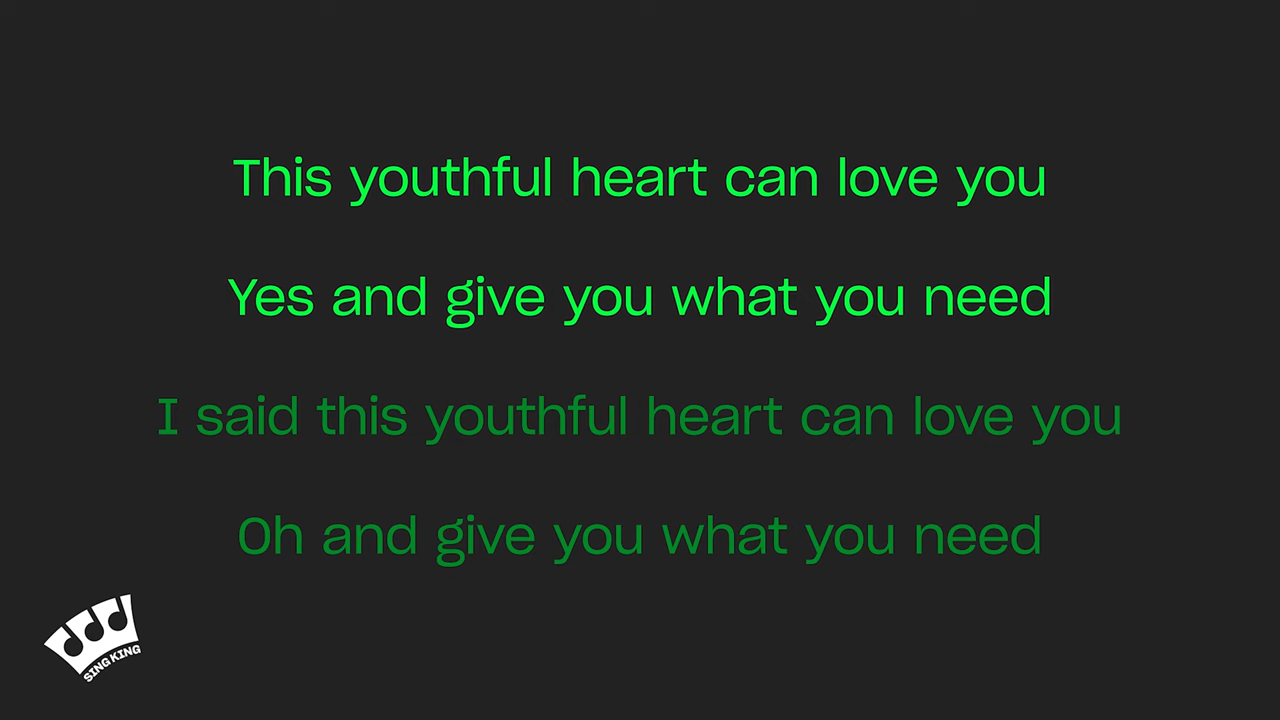 This youthful heart can love you
Yes and give you what you need
I said this youthful heart can love you
Oh and give you what you need
SING KING